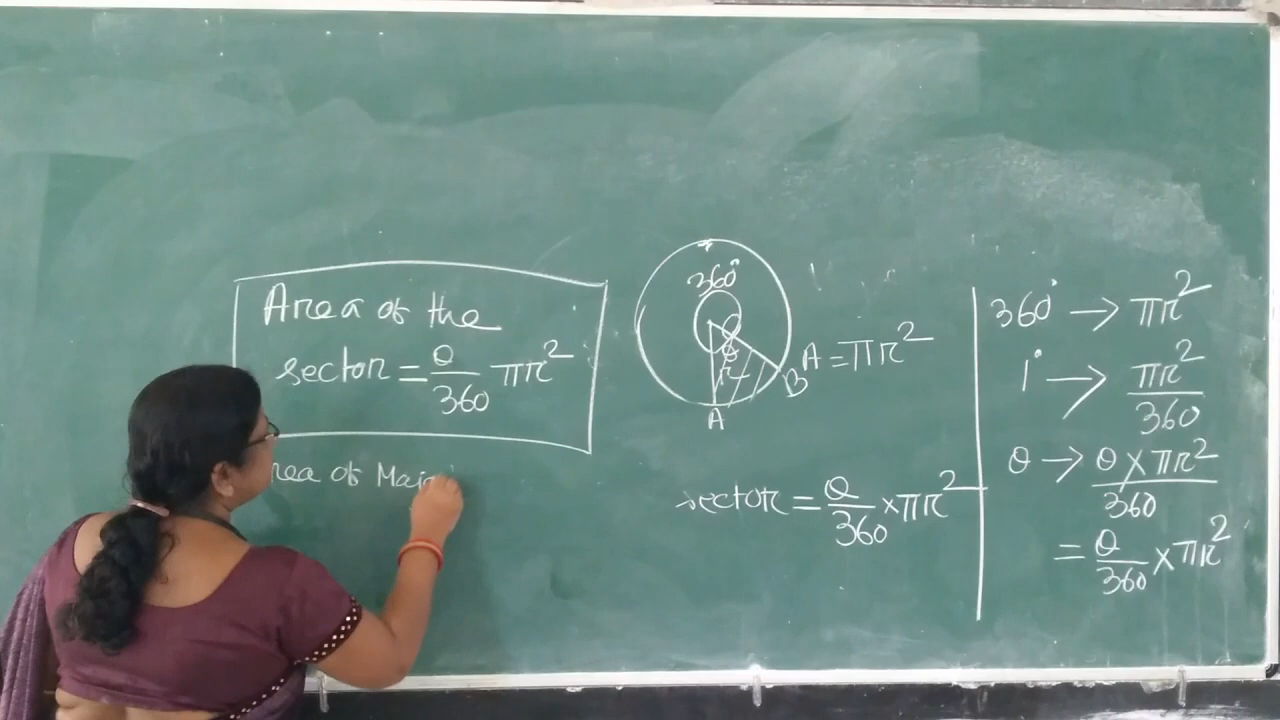 Area of the
sector = θ/360 πr²
rea of Majo
360°
θ
r
A
B
A = πr²
sector = θ/360 × πr²
360° → πr²
1° → πr²/360
θ → θ × πr²/360
= θ/360 × πr²